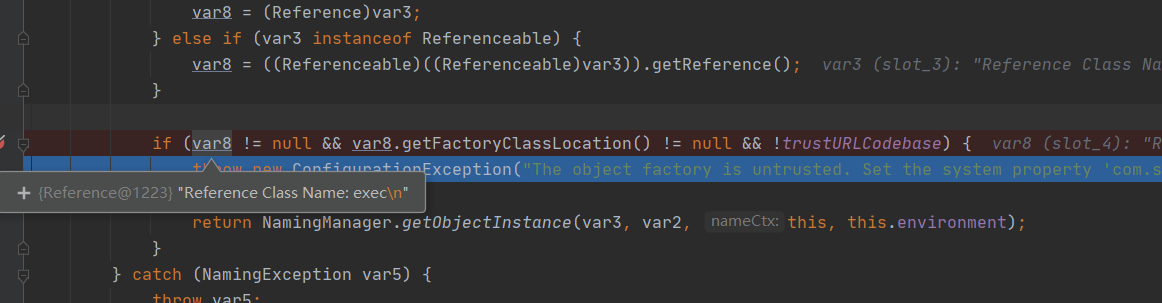 var8 = (Reference)var3;
} else if (var3 instanceof Referenceable) {
var8 = ((Referenceable)((Referenceable)var3)).getReference();  var3 (slot_3): "Reference Class Na
}
if (var8 != null && var8.getFactoryClassLocation() != null && !trustURLCodebase) {  var8 (slot_4): "R
throw new ConfigurationException("The object factory is untrusted. Set the system property 'com.s
+ {Reference@1223} "Reference Class Name: exec\n"
return NamingManager.getObjectInstance(var3, var2, nameCtx: this, this.environment);
}
} catch (NamingException var5) {
throw var5;